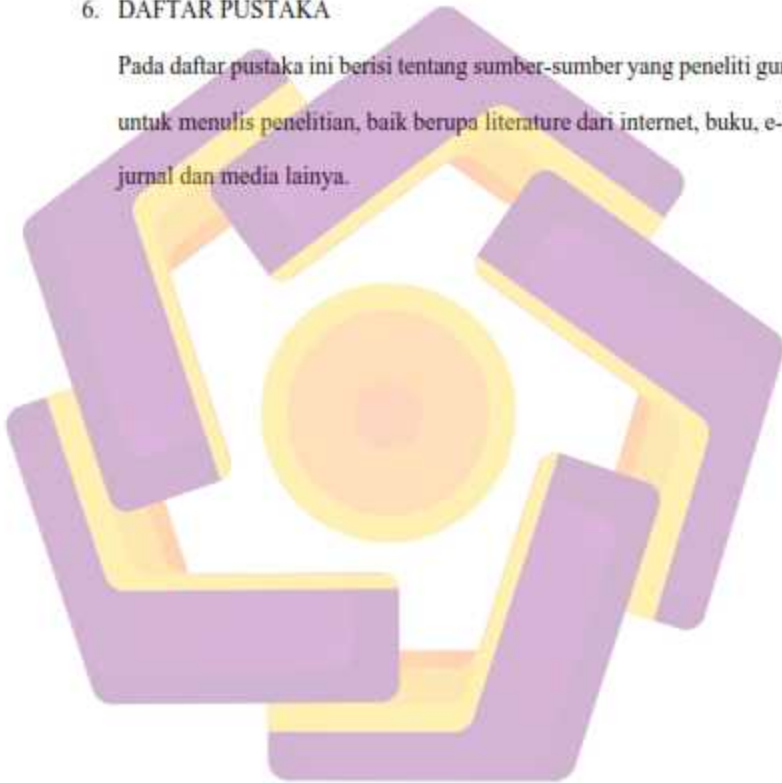 6. DAFTAR PUSTAKA
Pada daftar pustaka ini berisi tentang sumber-sumber yang peneliti gu
untuk menulis penelitian, baik berupa literature dari internet, buku, e-
jurnal dan media lainya.